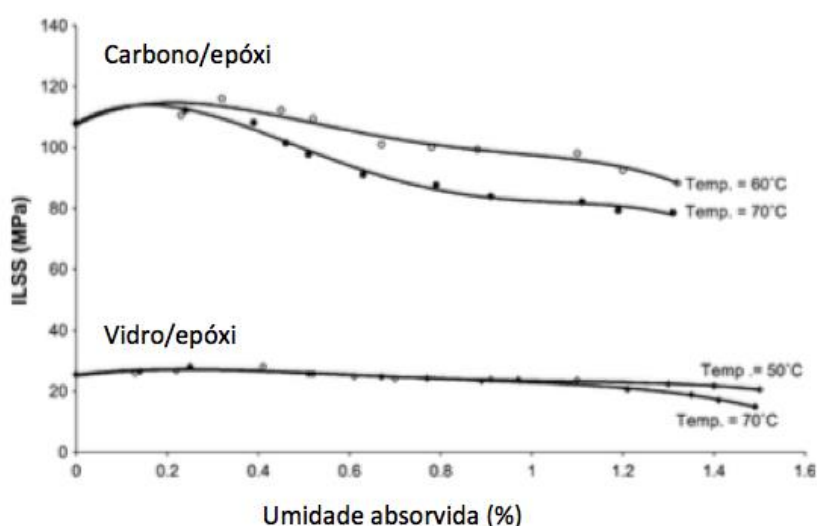 140
Carbono/epóxi
120
100
80
Temp. = 60°C
Temp. = 70°C
ILSS (MPa)
60
40
Vidro/epóxi
20
Temp .= 50°C
Temp. = 70°C
0
0 0.2 0.4 0.6 0.8 1 1.2 1.4 1.6
Umidade absorvida (%)